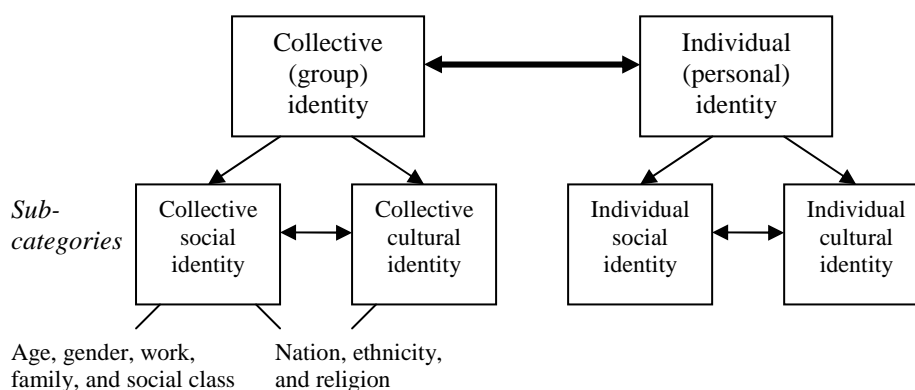 Collective
(group)
identity
Individual
(personal)
identity
Sub-
categories
Collective
social
identity
Collective
cultural
identity
Individual
social
identity
Individual
cultural
identity
Age, gender, work,
family, and social class
Nation, ethnicity,
and religion